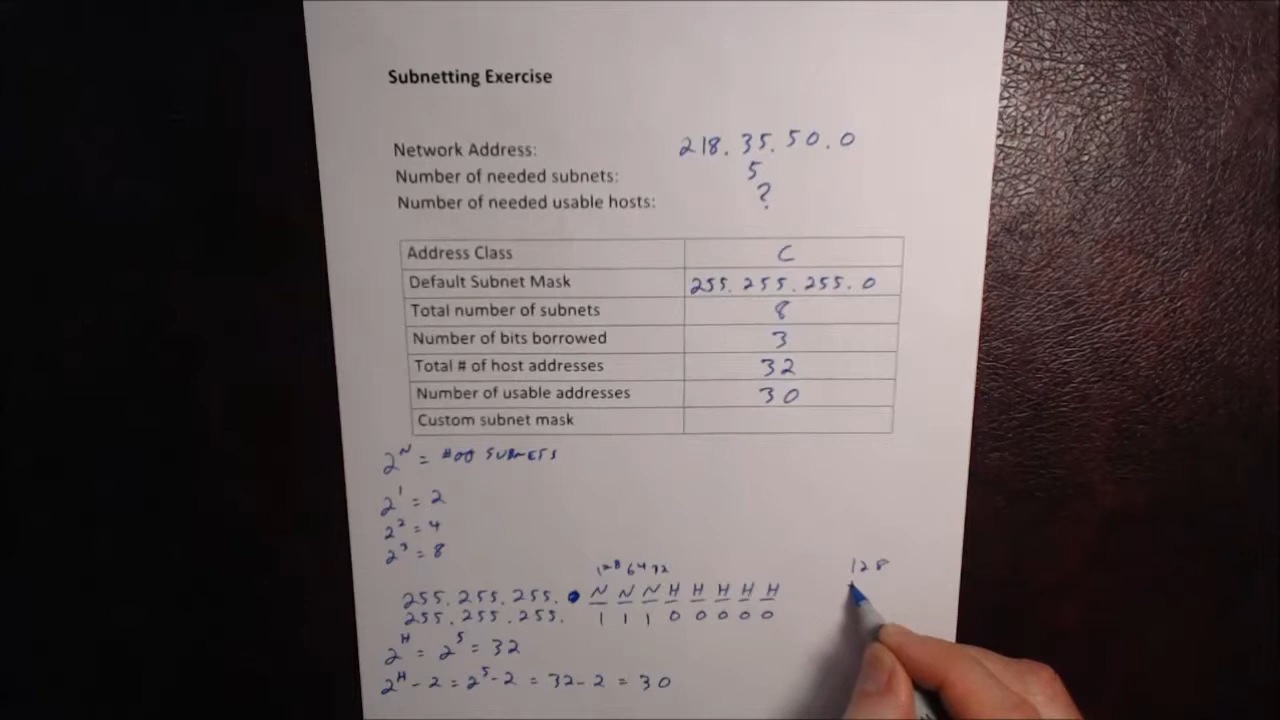 Subnetting Exercise
Network Address: 218.35.50.0
Number of needed subnets: 5
Number of needed usable hosts: ?
Address Class C
Default Subnet Mask 255.255.255.0
Total number of subnets 8
Number of bits borrowed 3
Total # of host addresses 32
Number of usable addresses 30
Custom subnet mask
2^N = # OF SUBNETS
2^1 = 2
2^2 = 4
2^3 = 8
128 64 32
128
255.255.255. N N N H H H H H
255.255.255. 1 1 1 0 0 0 0 0
2^H = 2^5 = 32
2^H - 2 = 2^5 - 2 = 32 - 2 = 30